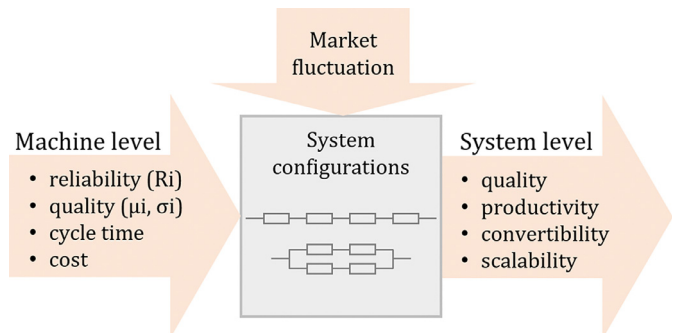 Market
fluctuation
Machine level
• reliability (Ri)
• quality (μi, σi)
• cycle time
• cost
System
configurations
System level
• quality
• productivity
• convertibility
• scalability